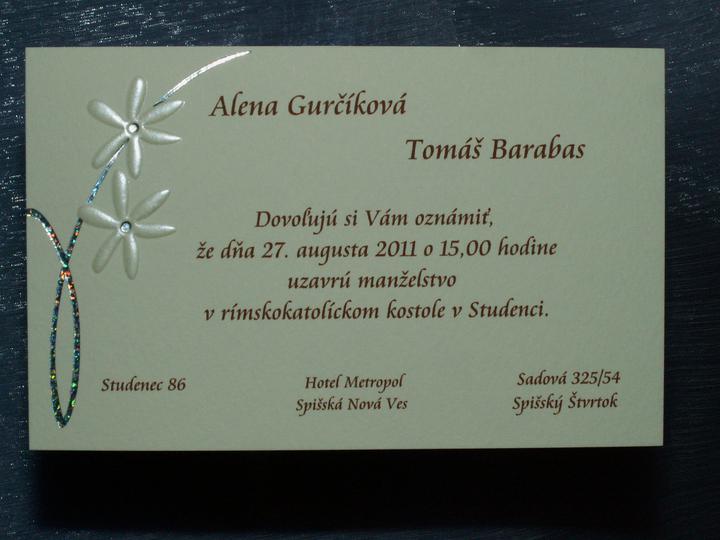 Alena Gurčíková
Tomáš Barabas
Dovoľujú si Vám oznámiť,
že dňa 27. augusta 2011 o 15,00 hodine
uzavrú manželstvo
v rímskokatolíckom kostole v Studenci.
Studenec 86
Hotel Metropol
Spišská Nová Ves
Sadová 325/54
Spišský Štvrtok